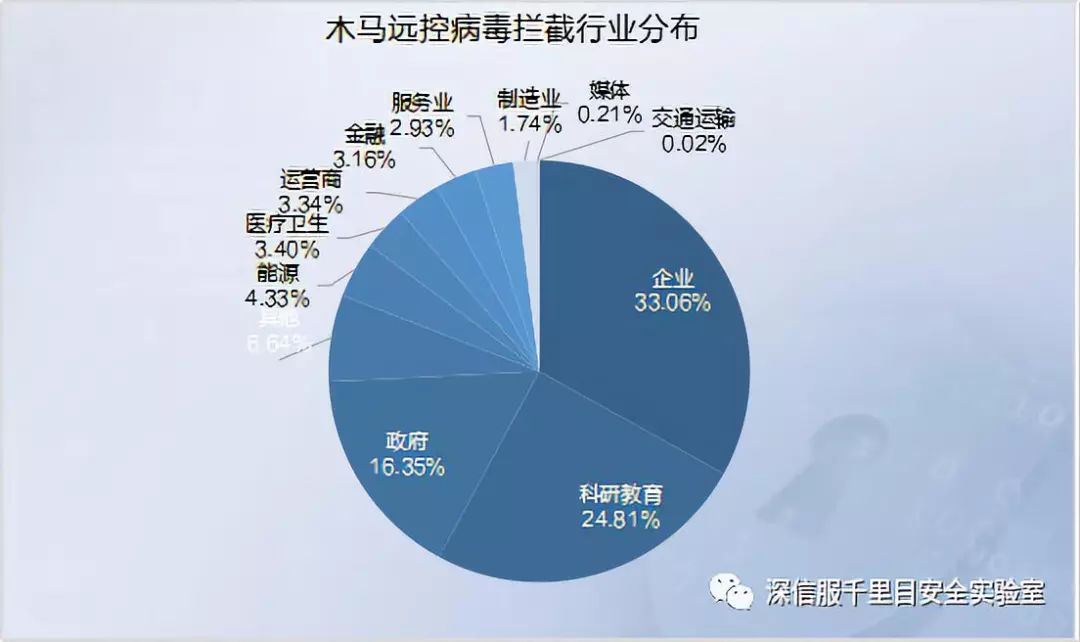 木马远控病毒拦截行业分布
媒体
0.21%
制造业
1.74%
服务业
2.93%
交通运输
0.02%
金融
3.16%
运营商
3.34%
医疗卫生
3.40%
能源
4.33%
其他
6.64%
企业
33.06%
政府
16.35%
科研教育
24.81%
深信服千里目安全实验室